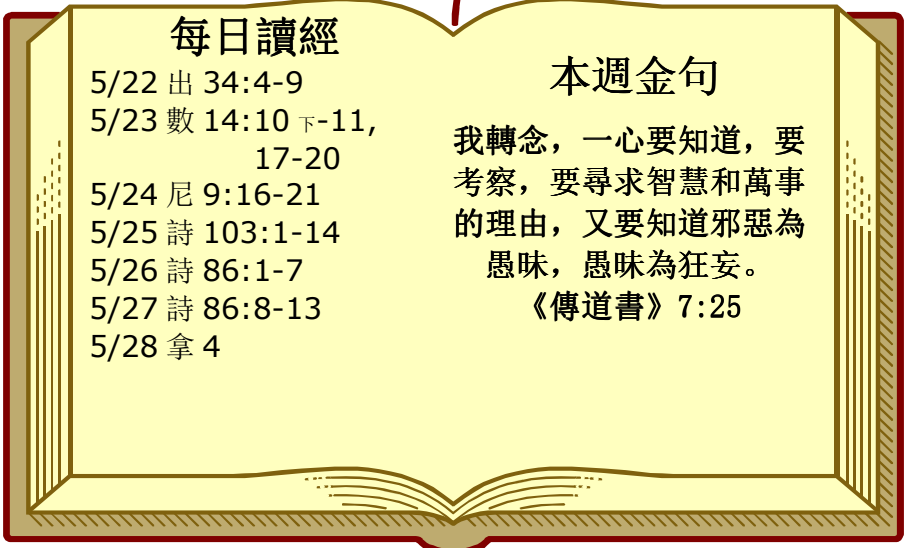 每日讀經
5/22 出 34:4-9
5/23 數 14:10 下-11,
17-20
5/24 尼 9:16-21
5/25 詩 103:1-14
5/26 詩 86:1-7
5/27 詩 86:8-13
5/28 拿 4
本週金句
我轉念，一心要知道，要
考察，要尋求智慧和萬事
的理由，又要知道邪惡為
愚昧，愚昧為狂妄。
《傳道書》7:25